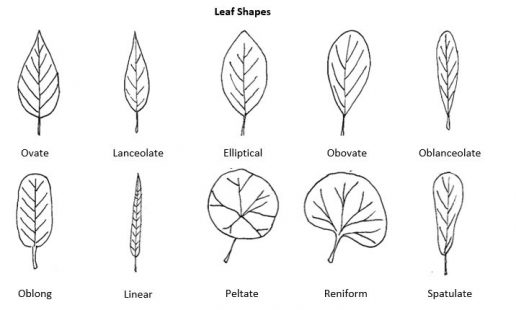 Leaf Shapes
Ovate
Lanceolate
Elliptical
Obovate
Oblanceolate
Oblong
Linear
Peltate
Reniform
Spatulate